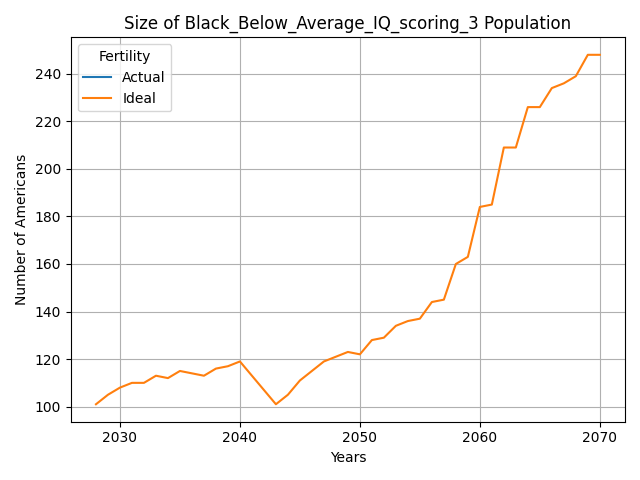 Size of Black_Below_Average_IQ_scoring_3 Population
Fertility
Actual
Ideal
Number of Americans
240
220
200
180
160
140
120
100
2030 2040 2050 2060 2070
Years